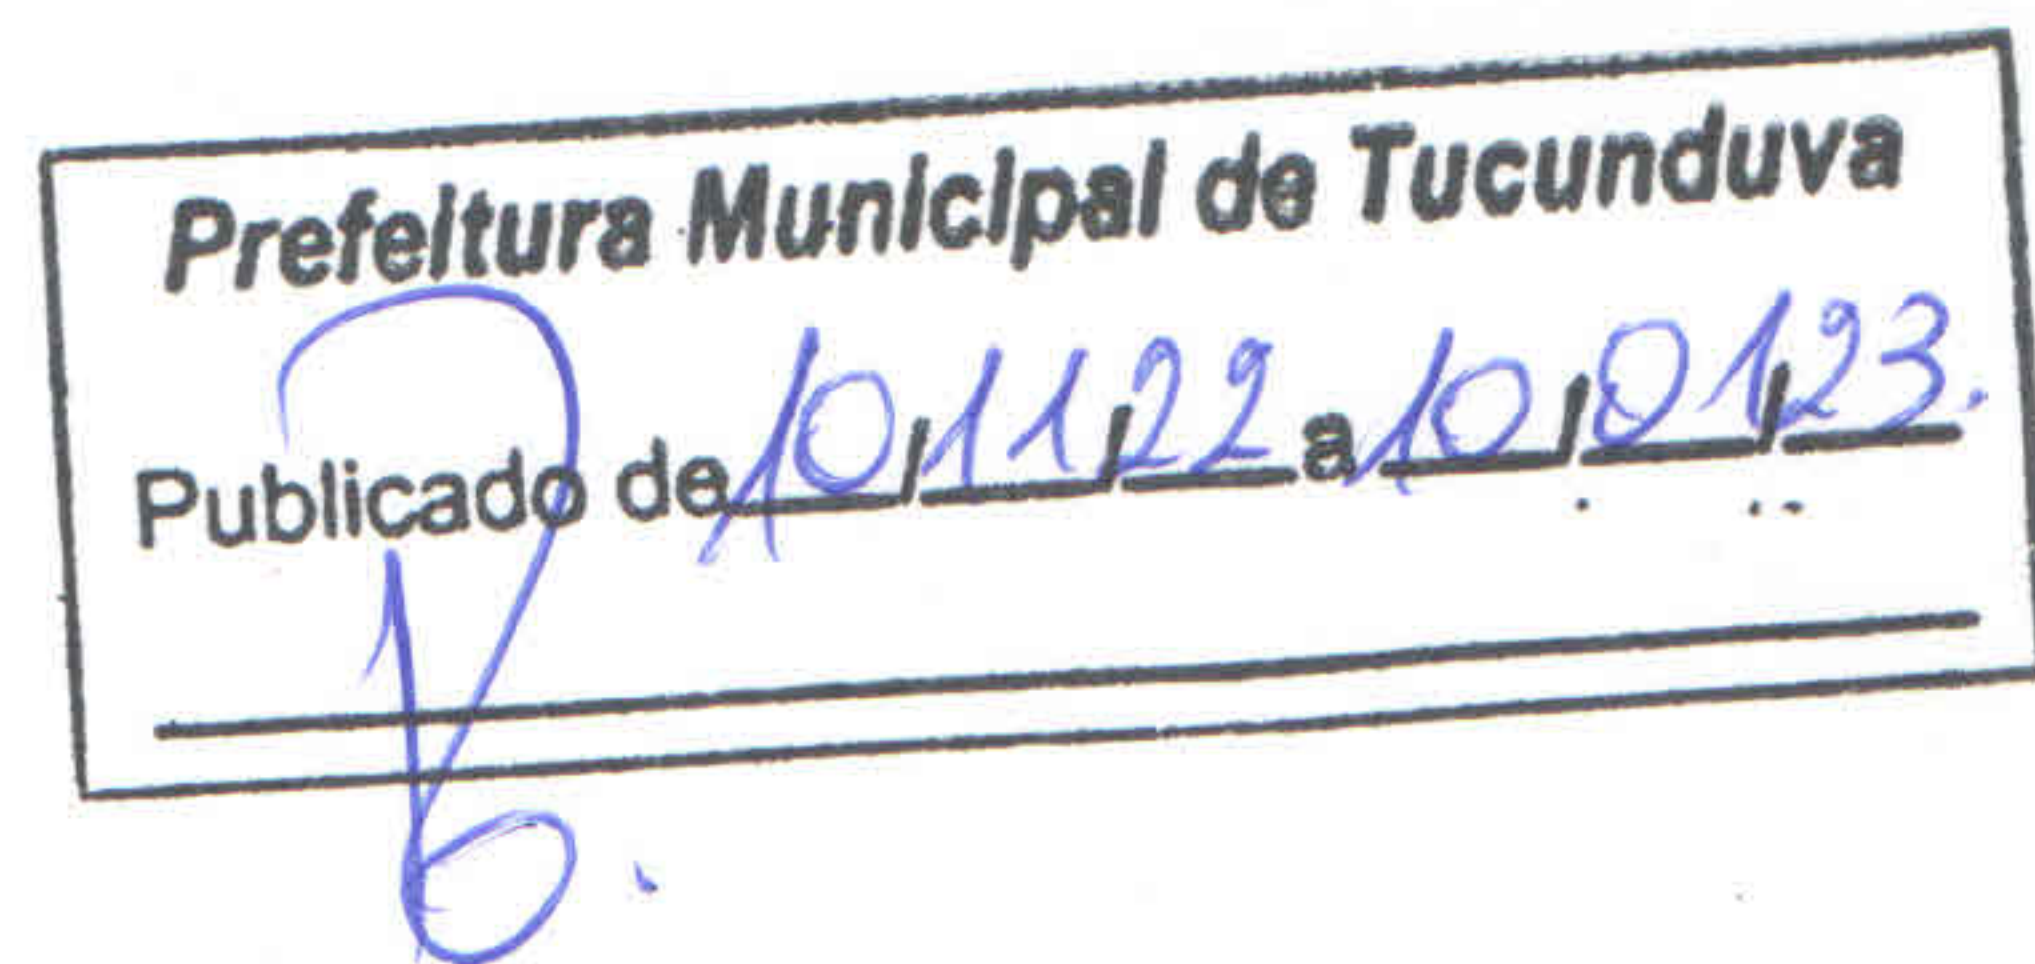 Prefeitura Municipal de Tucunduva
Publicado de 10/11/22 a 10/01/23.